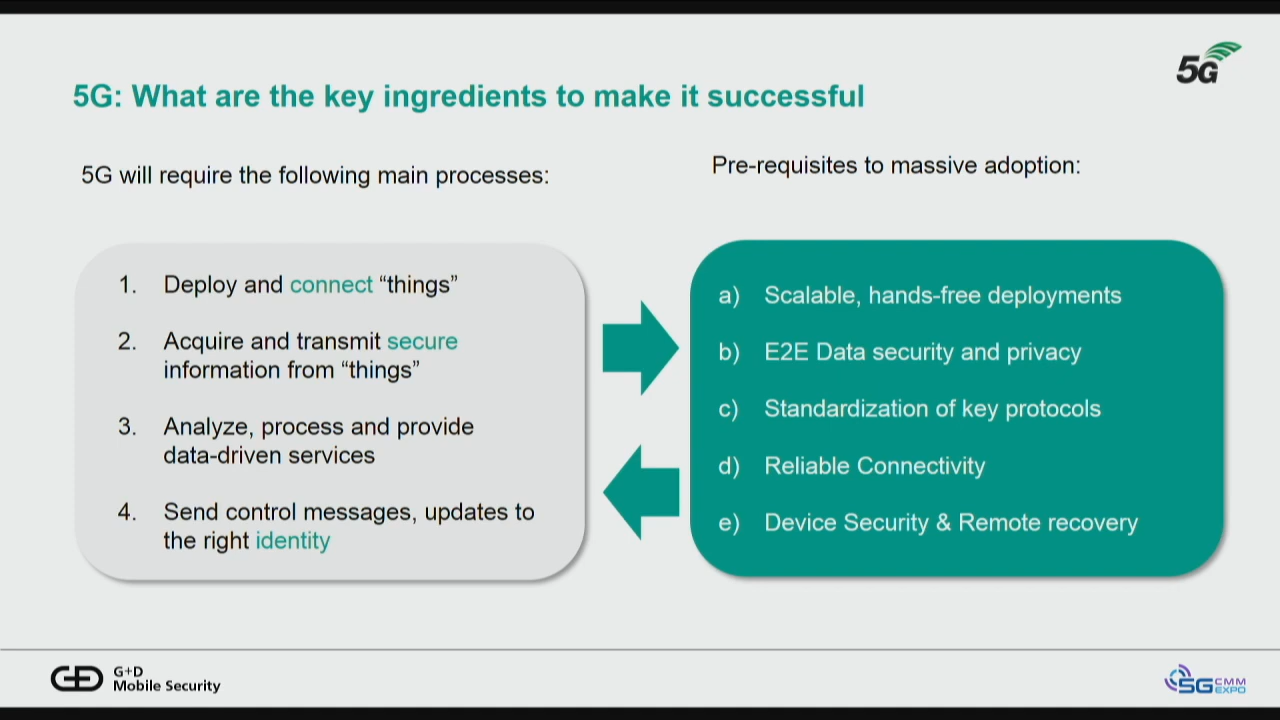 5G
5G: What are the key ingredients to make it successful
5G will require the following main processes:
1. Deploy and connect “things”
2. Acquire and transmit secure
information from “things”
3. Analyze, process and provide
data-driven services
4. Send control messages, updates to
the right identity
Pre-requisites to massive adoption:
a) Scalable, hands-free deployments
b) E2E Data security and privacy
c) Standardization of key protocols
d) Reliable Connectivity
e) Device Security & Remote recovery
G+D
Mobile Security
5G CMM
EXPO